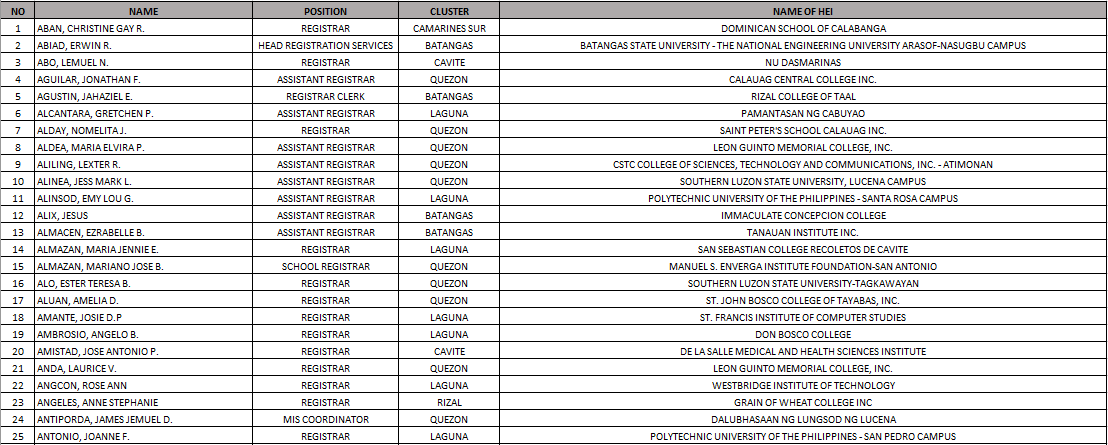 NO NAME POSITION CLUSTER NAME OF HEI
1 ABAN, CHRISTINE GAY R. REGISTRAR CAMARINES SUR DOMINICAN SCHOOL OF CALABANGA
2 ABIAD, ERWIN R. HEAD REGISTRATION SERVICES BATANGAS BATANGAS STATE UNIVERSITY - THE NATIONAL ENGINEERING UNIVERSITY ARASOF-NASUGBU CAMPUS
3 ABO, LEMUEL N. REGISTRAR CAVITE NU DASMARINAS
4 AGUILAR, JONATHAN F. ASSISTANT REGISTRAR QUEZON CALAUAG CENTRAL COLLEGE INC.
5 AGUSTIN, JAHAZIEL E. REGISTRAR CLERK BATANGAS RIZAL COLLEGE OF TAAL
6 ALCANTARA, GRETCHEN P. ASSISTANT REGISTRAR LAGUNA PAMANTASAN NG CABUYAO
7 ALDAY, NOMELITA J. REGISTRAR QUEZON SAINT PETER'S SCHOOL CALAUAG INC.
8 ALDEA, MARIA ELVIRA P. ASSISTANT REGISTRAR QUEZON LEON GUINTO MEMORIAL COLLEGE, INC.
9 ALILING, LEXTER R. ASSISTANT REGISTRAR QUEZON CSTC COLLEGE OF SCIENCES, TECHNOLOGY AND COMMUNICATIONS, INC. - ATIMONAN
10 ALINEA, JESS MARK L. ASSISTANT REGISTRAR QUEZON SOUTHERN LUZON STATE UNIVERSITY, LUCENA CAMPUS
11 ALINSOD, EMY LOU G. ASSISTANT REGISTRAR LAGUNA POLYTECHNIC UNIVERSITY OF THE PHILIPPINES - SANTA ROSA CAMPUS
12 ALIX, JESUS ASSISTANT REGISTRAR BATANGAS IMMACULATE CONCEPCION COLLEGE
13 ALMACEN, EZRABELLE B. ASSISTANT REGISTRAR BATANGAS TANAUAN INSTITUTE INC.
14 ALMAZAN, MARIA JENNIE E. REGISTRAR LAGUNA SAN SEBASTIAN COLLEGE RECOLETOS DE CAVITE
15 ALMAZAN, MARIANO JOSE B. SCHOOL REGISTRAR QUEZON MANUEL S. ENVERGA INSTITUTE FOUNDATION-SAN ANTONIO
16 ALO, ESTER TERESA B. REGISTRAR QUEZON SOUTHERN LUZON STATE UNIVERSITY-TAGKAWAYAN
17 ALUAN, AMELIA D. REGISTRAR QUEZON ST. JOHN BOSCO COLLEGE OF TAYABAS, INC.
18 AMANTE, JOSIE D.P REGISTRAR LAGUNA ST. FRANCIS INSTITUTE OF COMPUTER STUDIES
19 AMBROSIO, ANGELO B. REGISTRAR LAGUNA DON BOSCO COLLEGE
20 AMISTAD, JOSE ANTONIO P. REGISTRAR CAVITE DE LA SALLE MEDICAL AND HEALTH SCIENCES INSTITUTE
21 ANDA, LAURICE V. REGISTRAR QUEZON LEON GUINTO MEMORIAL COLLEGE, INC.
22 ANGCON, ROSE ANN REGISTRAR LAGUNA WESTBRIDGE INSTITUTE OF TECHNOLOGY
23 ANGELES, ANNE STEPHANIE REGISTRAR RIZAL GRAIN OF WHEAT COLLEGE INC
24 ANTIPORDA, JAMES JEMUEL D. MIS COORDINATOR QUEZON DALUBHASAAN NG LUNGSOD NG LUCENA
25 ANTONIO, JOANNE F. REGISTRAR LAGUNA POLYTECHNIC UNIVERSITY OF THE PHILIPPINES - SAN PEDRO CAMPUS